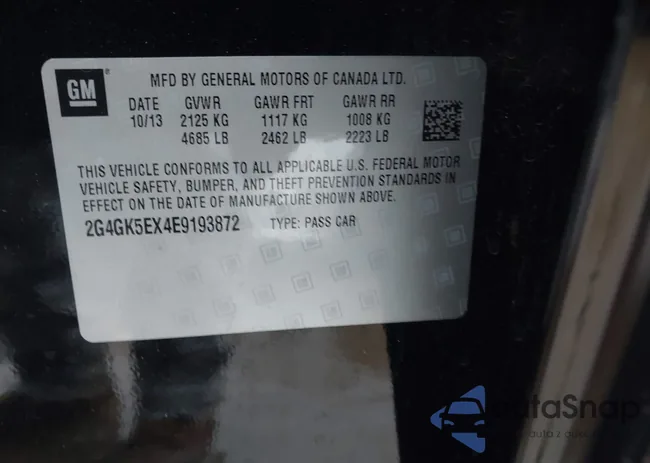 GM
MFD BY GENERAL MOTORS OF CANADA LTD.
DATE GVWR GAWR FRT GAWR RR
10/13 2125 KG 1117 KG 1008 KG
4685 LB 2462 LB 2223 LB
THIS VEHICLE CONFORMS TO ALL APPLICABLE U.S. FEDERAL MOTOR
VEHICLE SAFETY, BUMPER, AND THEFT PREVENTION STANDARDS IN
EFFECT ON THE DATE OF MANUFACTURE SHOWN ABOVE.
2G4GK5EX4E9193872 TYPE: PASS CAR